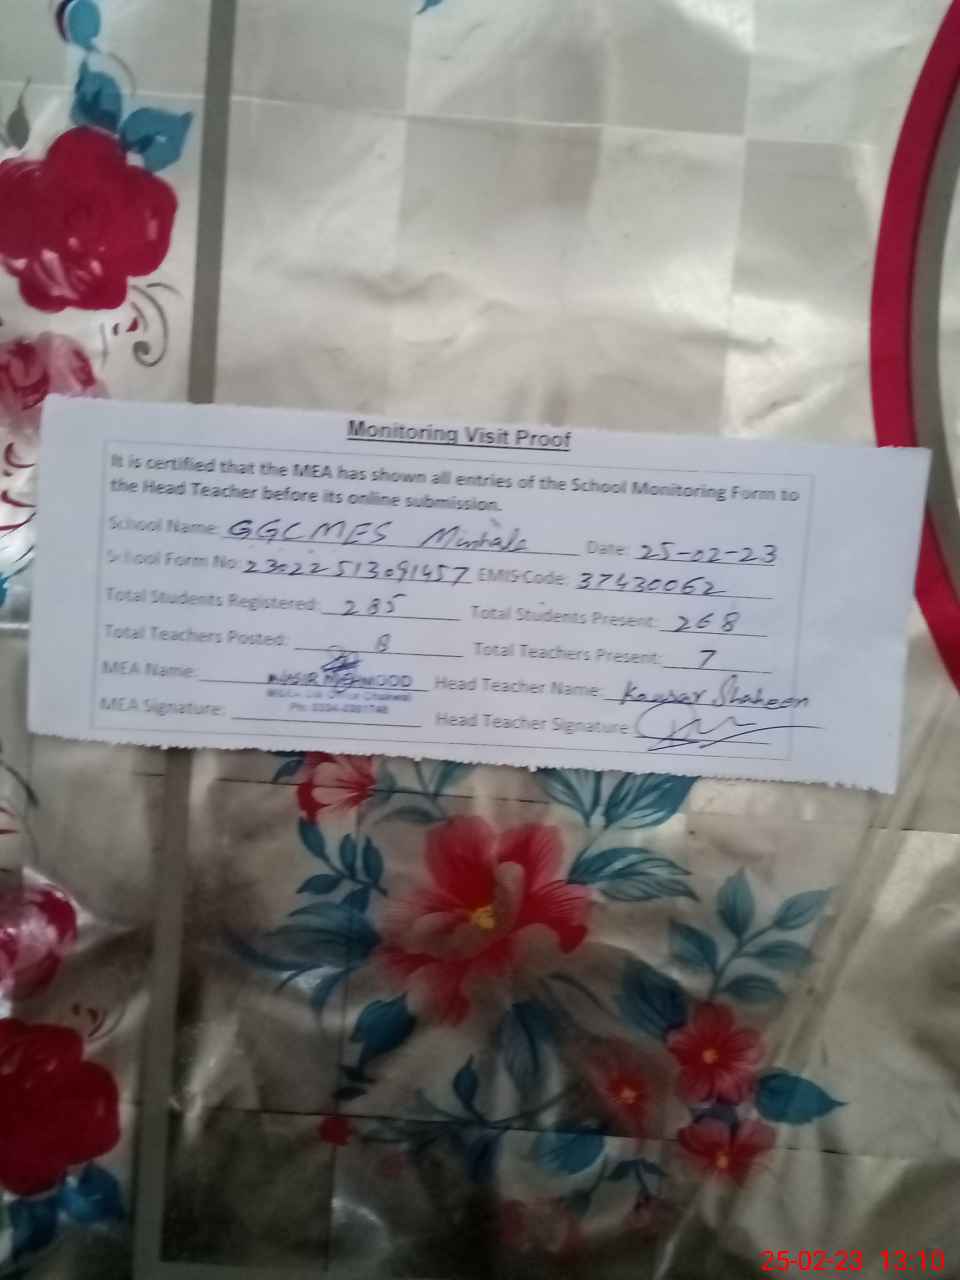 Monitoring Visit Proof
It is certified that the MEA has shown all entries of the School Monitoring Form to
the Head Teacher before its online submission.
School Name: GGCMES Date: 25-02-23
School Form No: 23022513091457 EMIS Code: 37430062
Total Students Registered: 285 Total Students Present: 268
Total Teachers Posted: 8 Total Teachers Present: 7
MEA Name: MEHMOOD Head Teacher Name: Kausar Shaheen
MEA Signature: Head Teacher Signature:
25-02-23 13:10